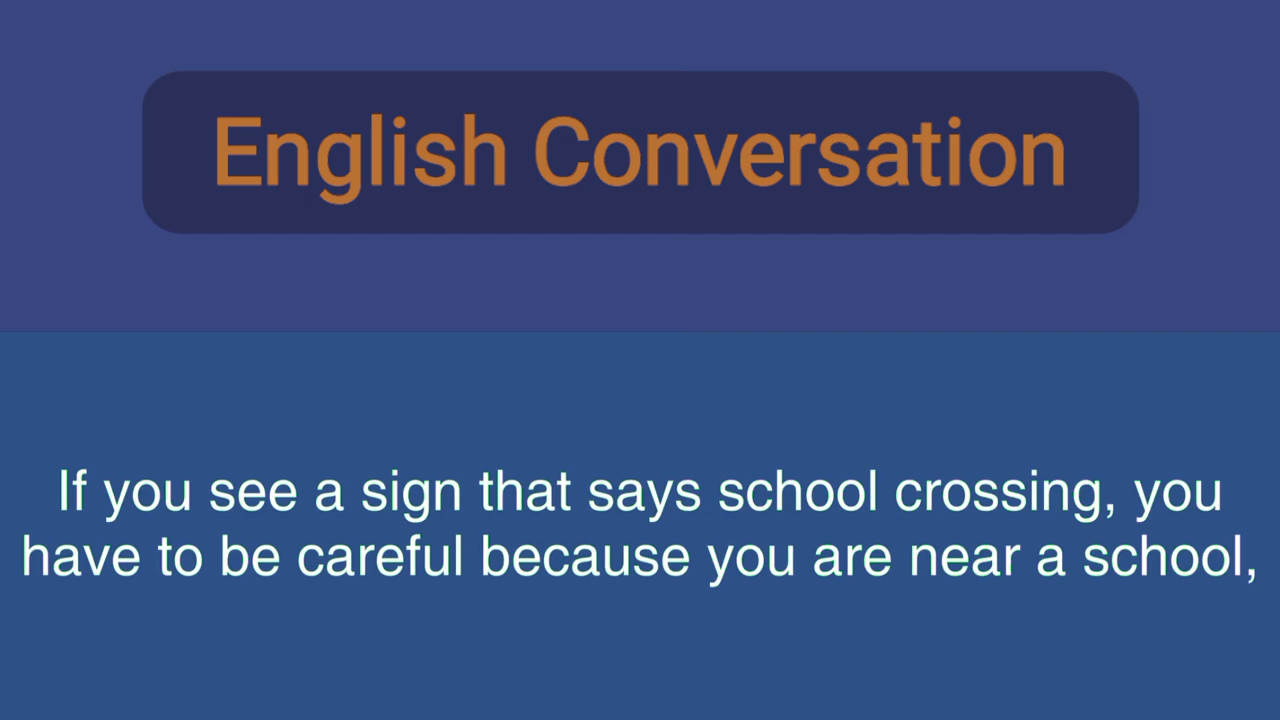 English Conversation
If you see a sign that says school crossing, you
have to be careful because you are near a school,